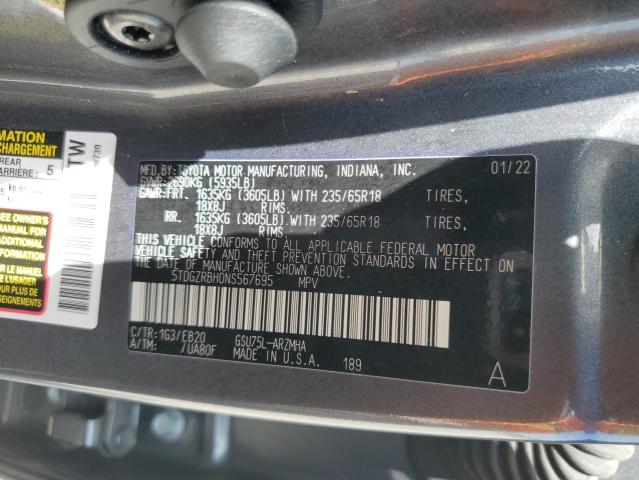 MFD.BY:TOYOTA MOTOR MANUFACTURING, INDIANA, INC. 01/22
GVWR:2690KG (5935LB)
GAWR:FRT. 1635KG (3605LB) WITH 235/65R18 TIRES,
18X8J RIMS.
RR. 1635KG (3605LB) WITH 235/65R18 TIRES,
18X8J RIMS.
THIS VEHICLE CONFORMS TO ALL APPLICABLE FEDERAL MOTOR
VEHICLE SAFETY AND THEFT PREVENTION STANDARDS IN EFFECT
ON THE DATE OF MANUFACTURE SHOWN ABOVE.
5TDGZRBH0NS567695 MPV
C/TR:1G3/EB20 GSU75L-ARZMHA
A/TM: /UA80F MADE IN U.S.A. 189 A
MATION
CHARGEMENT
REAR
ARRIÈRE: 5
TW
SEE OWNER'S
MANUAL FOR
ADDITIONAL
INFORMATION
LE MANUEL
L'USAGER
PLUS DE
RENSEIGNEMENTS